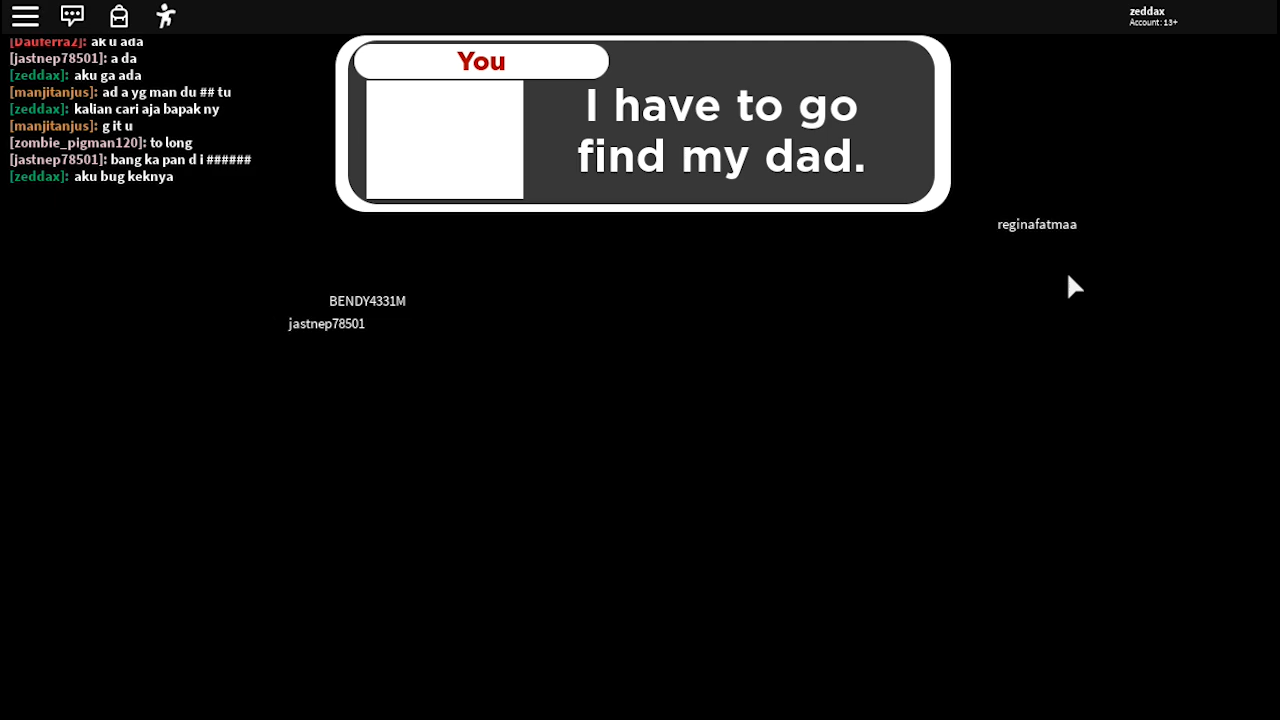 zeddax
Account: 13+
[Dauferra2]: ak u ada
[jastnep78501]: a da
[zeddax]: aku ga ada
[manjitanjus]: ad a yg man du ## tu
[zeddax]: kalian cari aja bapak ny
[manjitanjus]: g it u
[zombie_pigman120]: to long
[jastnep78501]: bang ka pan d i ######
[zeddax]: aku bug keknya
You
I have to go
find my dad.
reginafatmaa
BENDY4331M
jastnep78501